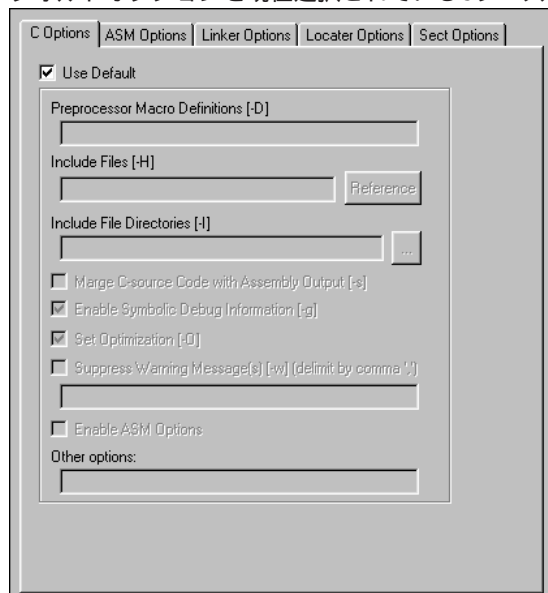 C Options ASM Options Linker Options Locater Options Sect Options
Use Default
Preprocessor Macro Definitions [-D]
Include Files [-H]
Reference
Include File Directories [-I]
...
Marge C-source Code with Assembly Output [-s]
Enable Symbolic Debug Information [-g]
Set Optimization [-O]
Suppress Warning Message(s) [-w] (delimit by comma ',')
Enable ASM Options
Other options: